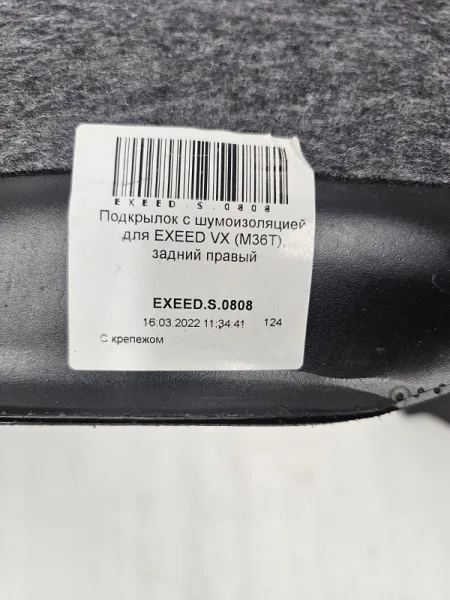 EXEED.S.0808
Подкрылок с шумоизоляцией
для EXEED VX (M36T),
задний правый
EXEED.S.0808
16.03.2022 11:34:41 124
С крепежом